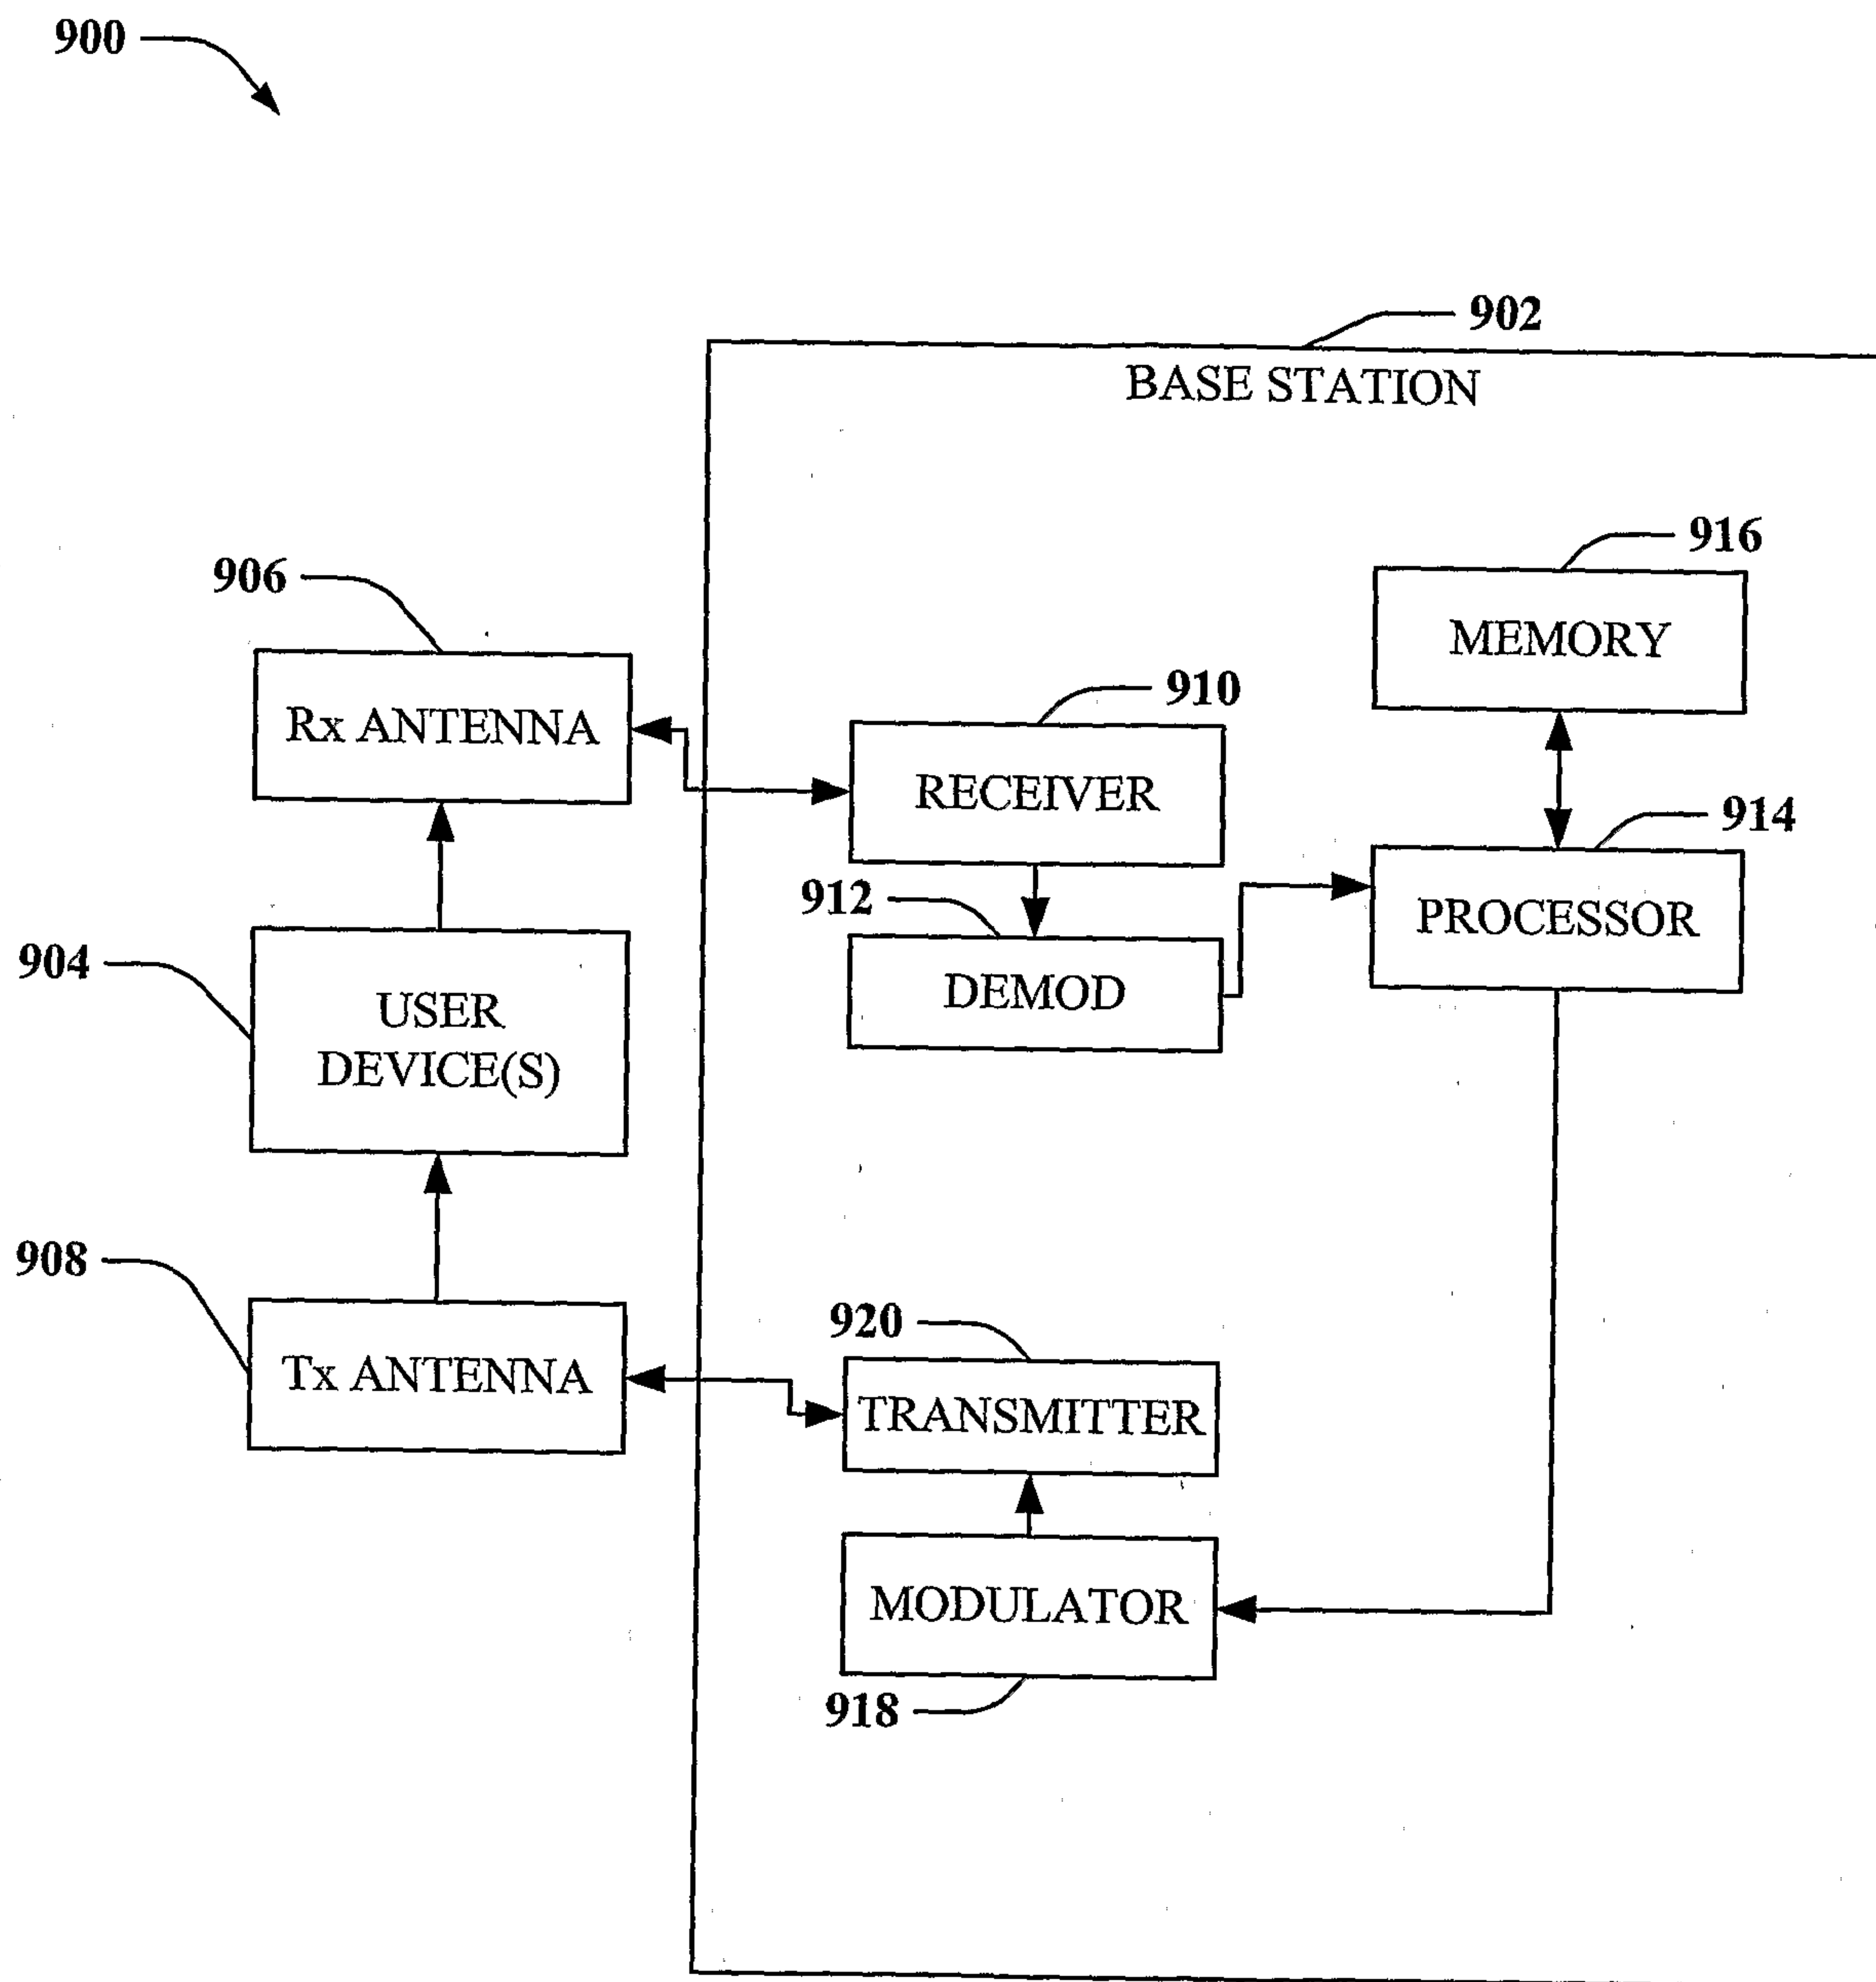 900
902
BASE STATION
916
906
MEMORY
910
Rx ANTENNA
RECEIVER
914
912
PROCESSOR
904
DEMOD
USER
DEVICE(S)
908
920
Tx ANTENNA
TRANSMITTER
MODULATOR
918